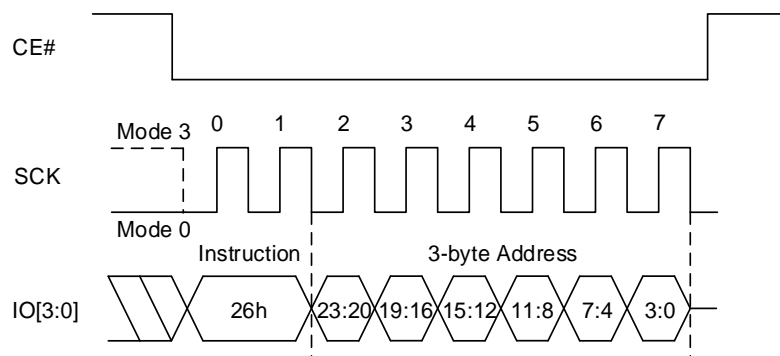 CE#
Mode 3 0 1 2 3 4 5 6 7
SCK
Mode 0
Instruction 3-byte Address
IO[3:0] 26h 23:20 19:16 15:12 11:8 7:4 3:0